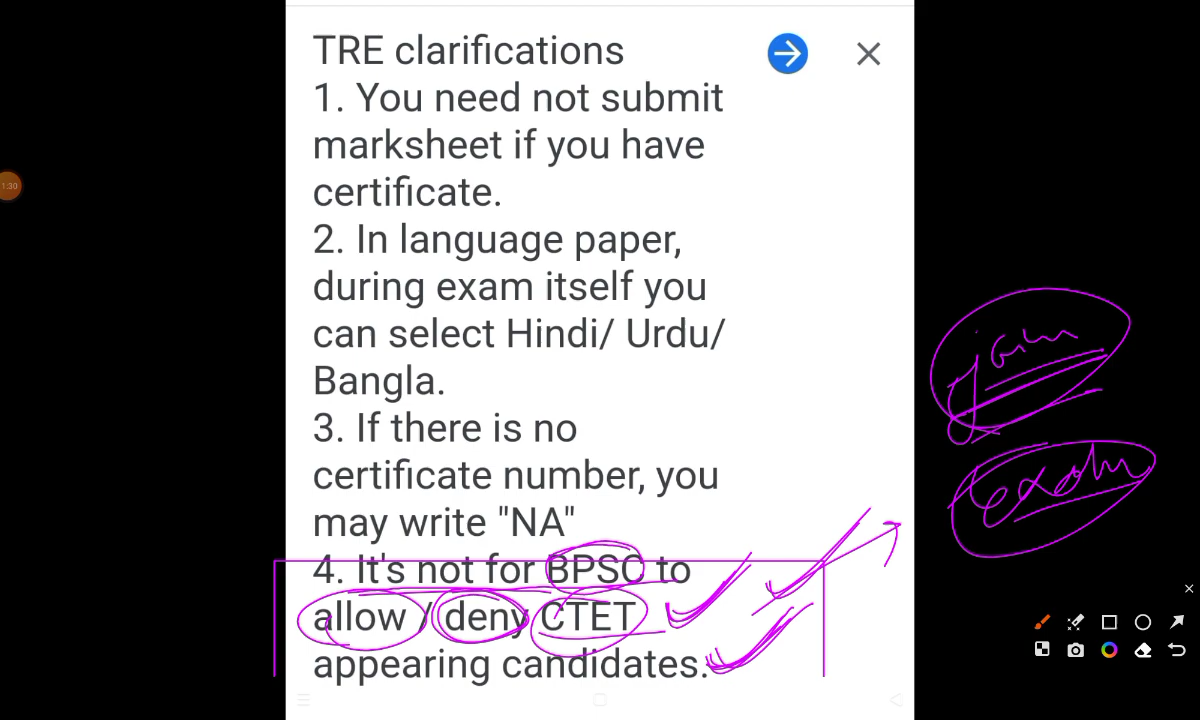 TRE clarifications
1. You need not submit
marksheet if you have
certificate.
2. In language paper,
during exam itself you
can select Hindi/ Urdu/
Bangla.
3. If there is no
certificate number, you
may write "NA"
4. It's not for BPSC to
allow / deny CTET
appearing candidates.
1:30
exam